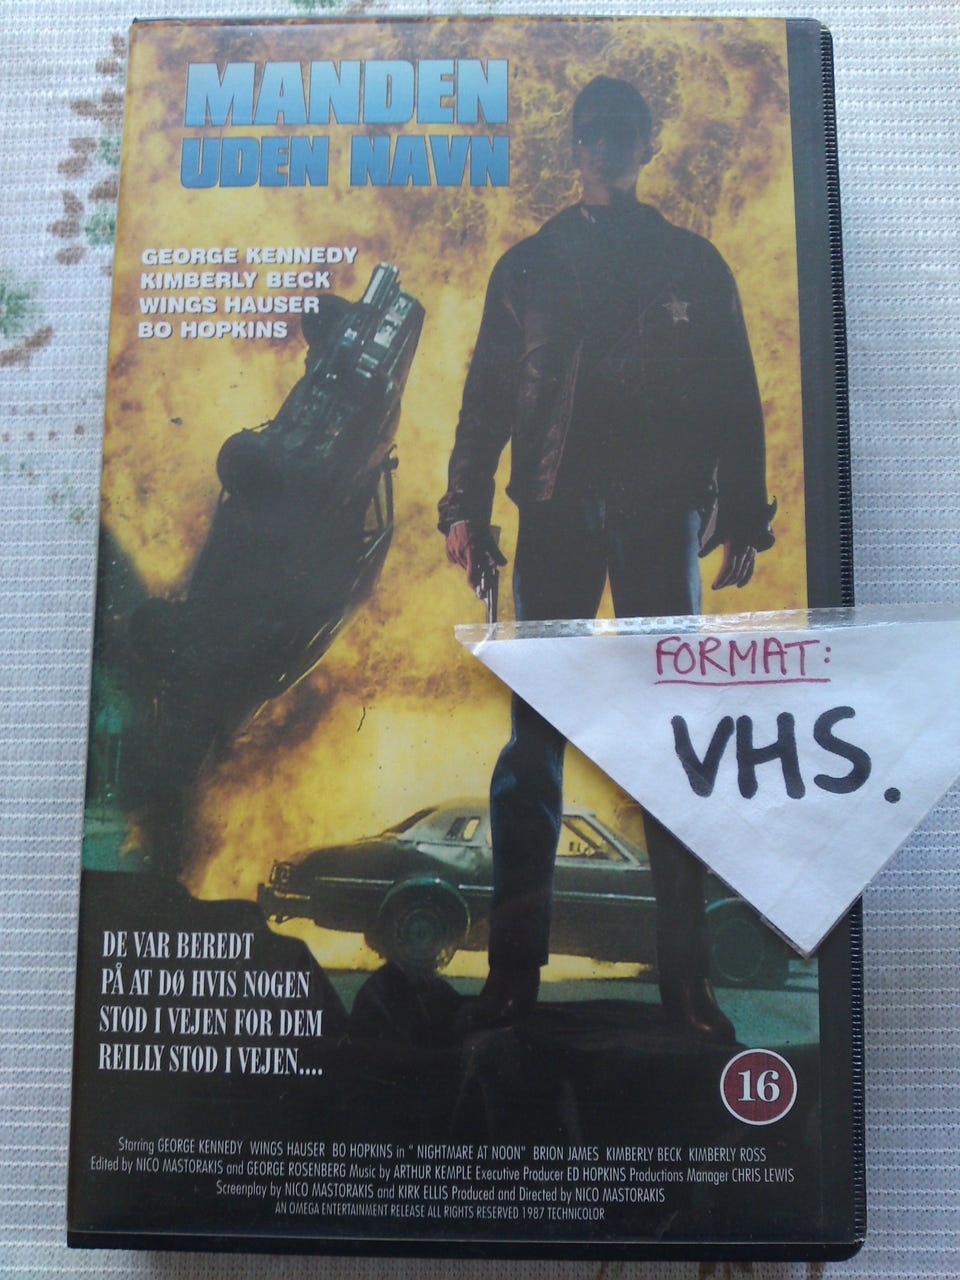 MANDEN
UDEN NAVN
GEORGE KENNEDY
KIMBERLY BECK
WINGS HAUSER
BO HOPKINS
FORMAT:
VHS.
DE VAR BEREDT
PÅ AT DØ HVIS NOGEN
STOD I VEJEN FOR DEM
REILLY STOD I VEJEN....
16
Starring GEORGE KENNEDY WINGS HAUSER BO HOPKINS in "NIGHTMARE AT NOON" BRION JAMES KIMBERLY BECK KIMBERLY ROSS
Edited by NICO MASTORAKIS and GEORGE ROSENBERG Music by ARTHUR KEMPLE Executive Producer ED HOPKINS Productions Manager CHRIS LEWIS
Screenplay by NICO MASTORAKIS and KIRK ELLIS Produced and Directed by NICO MASTORAKIS
AN OMEGA ENTERTAINMENT RELEASE ALL RIGHTS RESERVED 1987 TECHNICOLOR